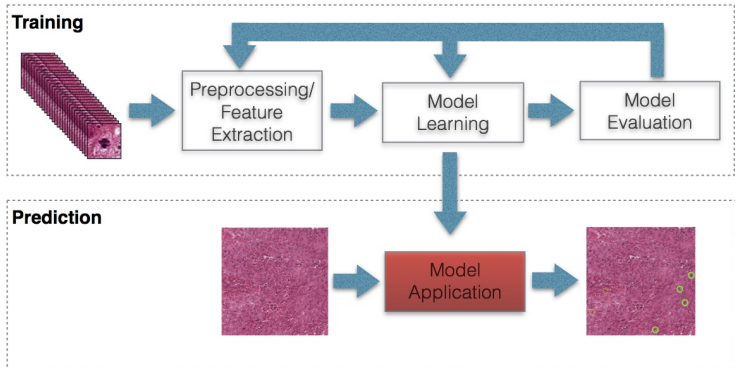 Training
Preprocessing/
Feature
Extraction
Model
Learning
Model
Evaluation
Prediction
Model
Application